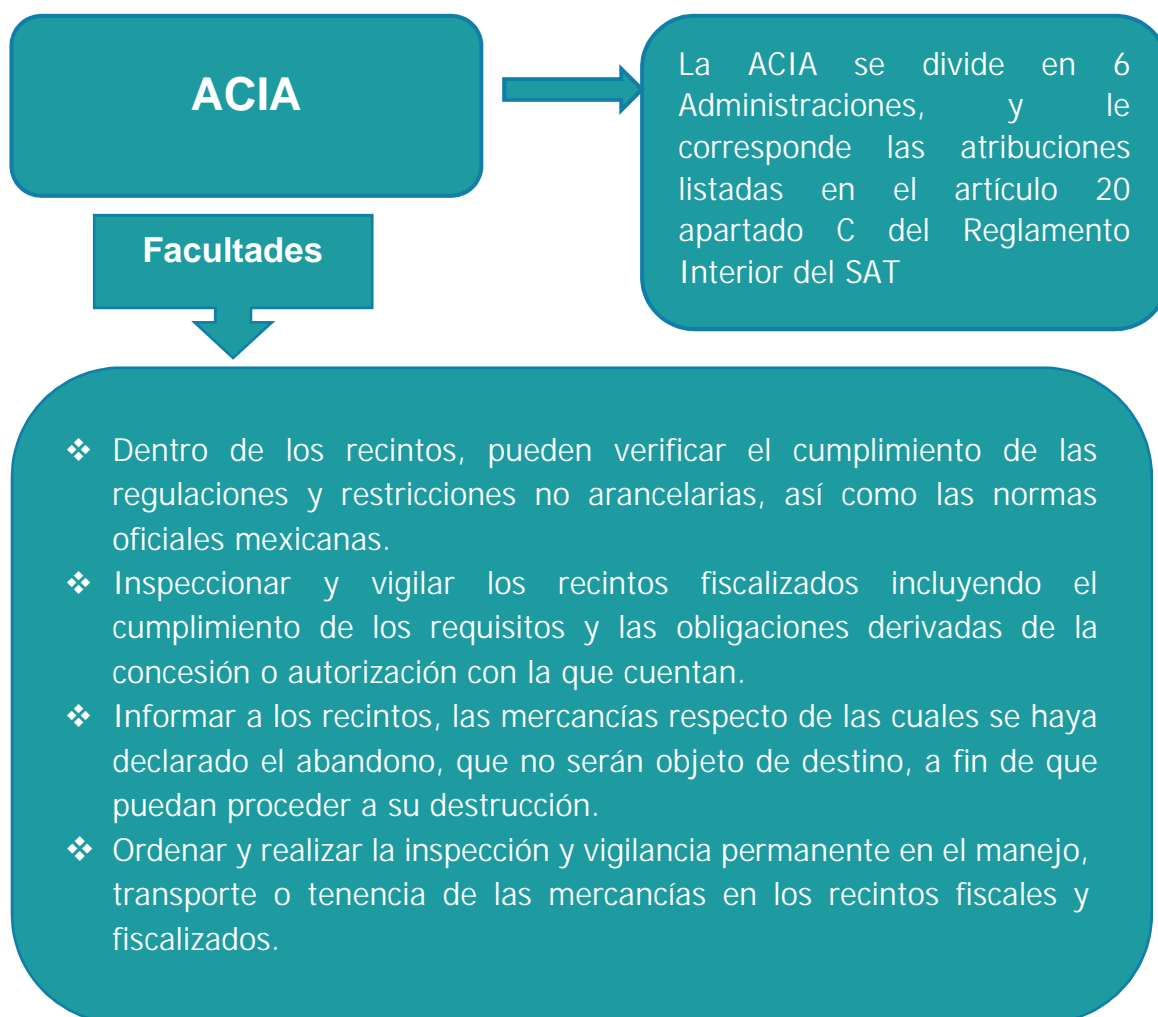 ACIA
La ACIA se divide en 6
Administraciones, y le
corresponde las atribuciones
listadas en el artículo 20
apartado C del Reglamento
Interior del SAT
Facultades
❖ Dentro de los recintos, pueden verificar el cumplimiento de las
regulaciones y restricciones no arancelarias, así como las normas
oficiales mexicanas.
❖ Inspeccionar y vigilar los recintos fiscalizados incluyendo el
cumplimiento de los requisitos y las obligaciones derivadas de la
concesión o autorización con la que cuentan.
❖ Informar a los recintos, las mercancías respecto de las cuales se haya
declarado el abandono, que no serán objeto de destino, a fin de que
puedan proceder a su destrucción.
❖ Ordenar y realizar la inspección y vigilancia permanente en el manejo,
transporte o tenencia de las mercancías en los recintos fiscales y
fiscalizados.